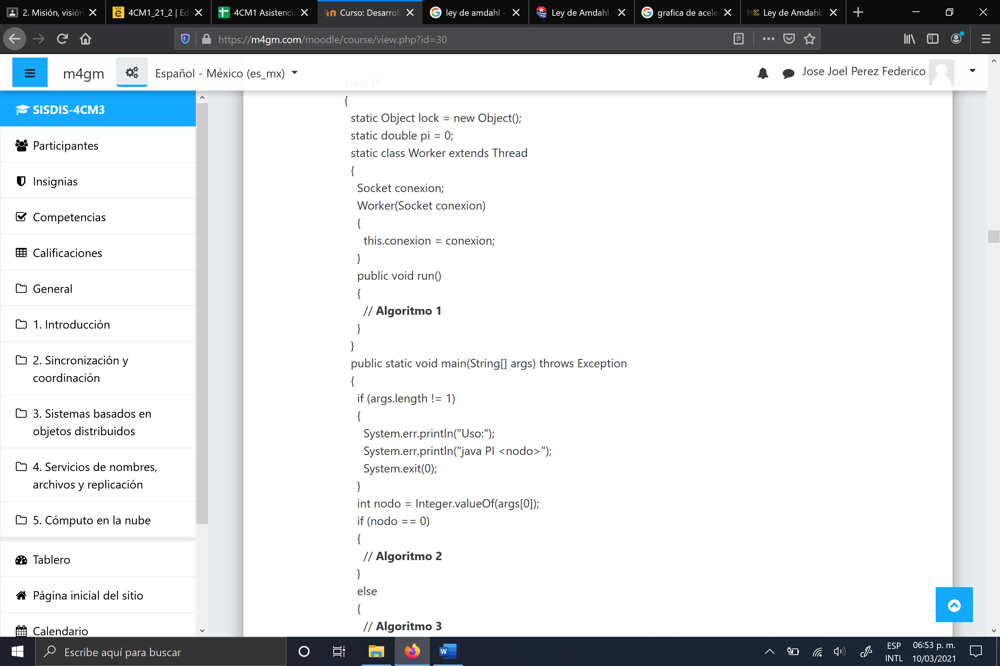 2. Misión, visión
4CM1_21_2 | Ed
4CM1 Asistencia
Curso: Desarroll
ley de amdahl -
Ley de Amdahl
grafica de acele
Ley de Amdahl:
https://m4gm.com/moodle/course/view.php?id=30
m4gm
Español - México (es_mx)
Jose Joel Perez Federico
SISDIS-4CM3
Participantes
Insignias
Competencias
Calificaciones
General
1. Introducción
2. Sincronización y
coordinación
3. Sistemas basados en
objetos distribuidos
4. Servicios de nombres,
archivos y replicación
5. Cómputo en la nube
Tablero
Página inicial del sitio
Calendario
class PI
{
static Object lock = new Object();
static double pi = 0;
static class Worker extends Thread
{
Socket conexion;
Worker(Socket conexion)
{
this.conexion = conexion;
}
public void run()
{
// Algoritmo 1
}
}
public static void main(String[] args) throws Exception
{
if (args.length != 1)
{
System.err.println("Uso:");
System.err.println("java PI <nodo>");
System.exit(0);
}
int nodo = Integer.valueOf(args[0]);
if (nodo == 0)
{
// Algoritmo 2
}
else
{
// Algoritmo 3
Escribe aquí para buscar
ESP
INTL
06:53 p. m.
10/03/2021